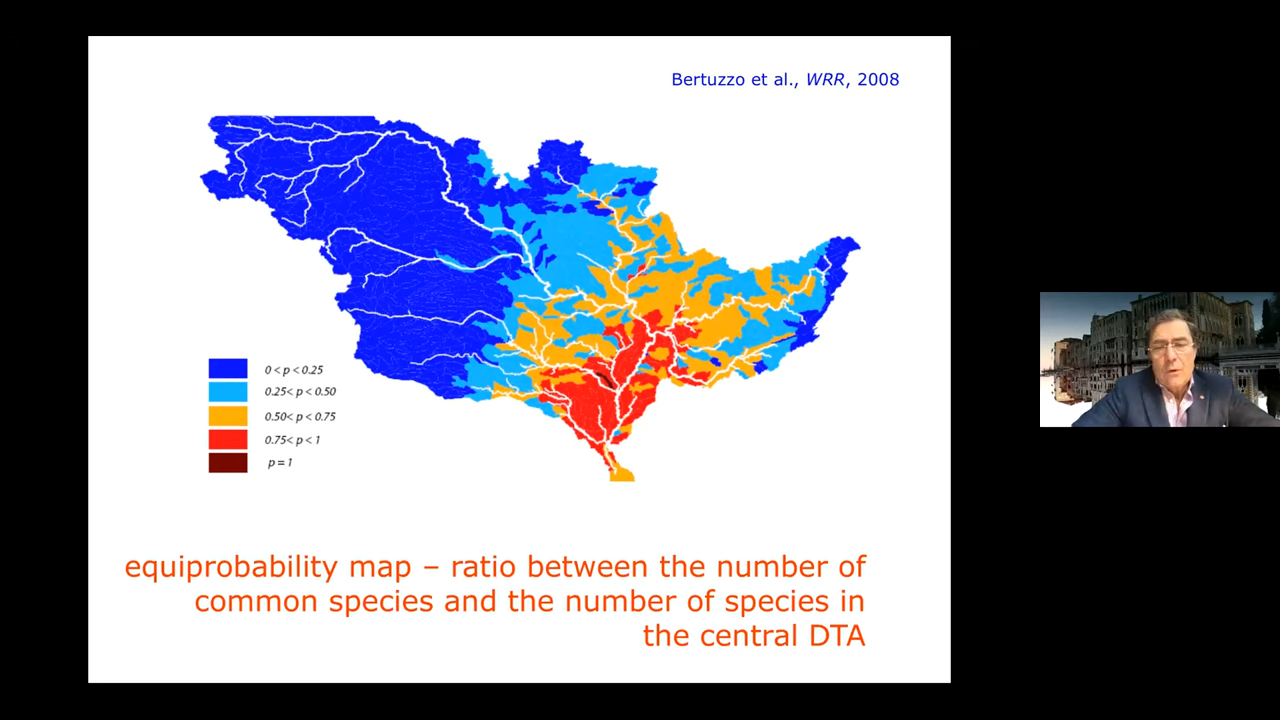 Bertuzzo et al., WRR, 2008
0 < p < 0.25
0.25< p < 0.50
0.50< p < 0.75
0.75< p < 1
p = 1
equiprobability map – ratio between the number of
common species and the number of species in
the central DTA